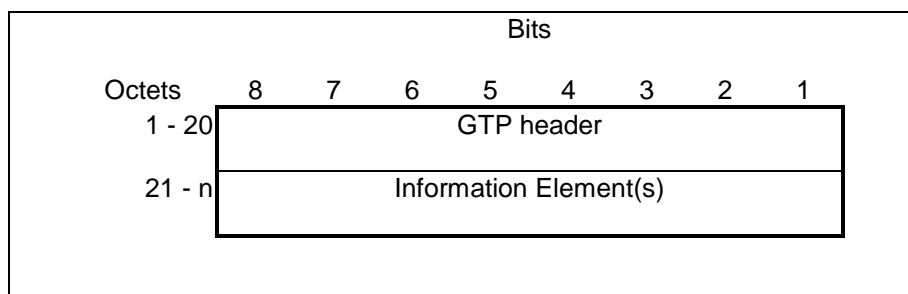 Bits
Octets 8 7 6 5 4 3 2 1
1 - 20 GTP header
21 - n Information Element(s)